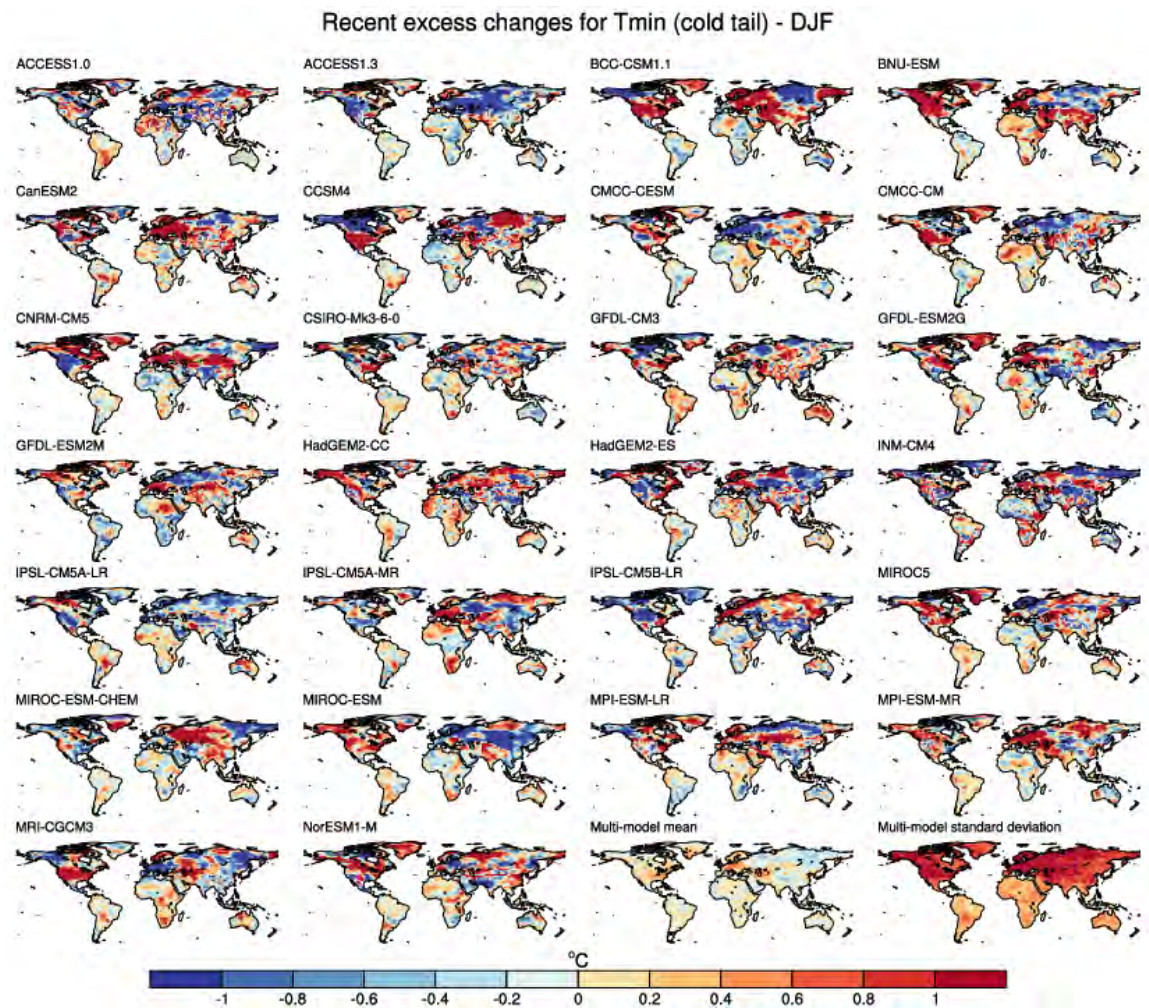 Recent excess changes for Tmin (cold tail) - DJF
ACCESS1.0 ACCESS1.3 BCC-CSM1.1 BNU-ESM
CanESM2 CCSM4 CMCC-CESM CMCC-CM
CNRM-CM5 CSIRO-Mk3-6-0 GFDL-CM3 GFDL-ESM2G
GFDL-ESM2M HadGEM2-CC HadGEM2-ES INM-CM4
IPSL-CM5A-LR IPSL-CM5A-MR IPSL-CM5B-LR MIROC5
MIROC-ESM-CHEM MIROC-ESM MPI-ESM-LR MPI-ESM-MR
MRI-CGCM3 NorESM1-M Multi-model mean Multi-model standard deviation
°C
-1 -0.8 -0.6 -0.4 -0.2 0 0.2 0.4 0.6 0.8 1